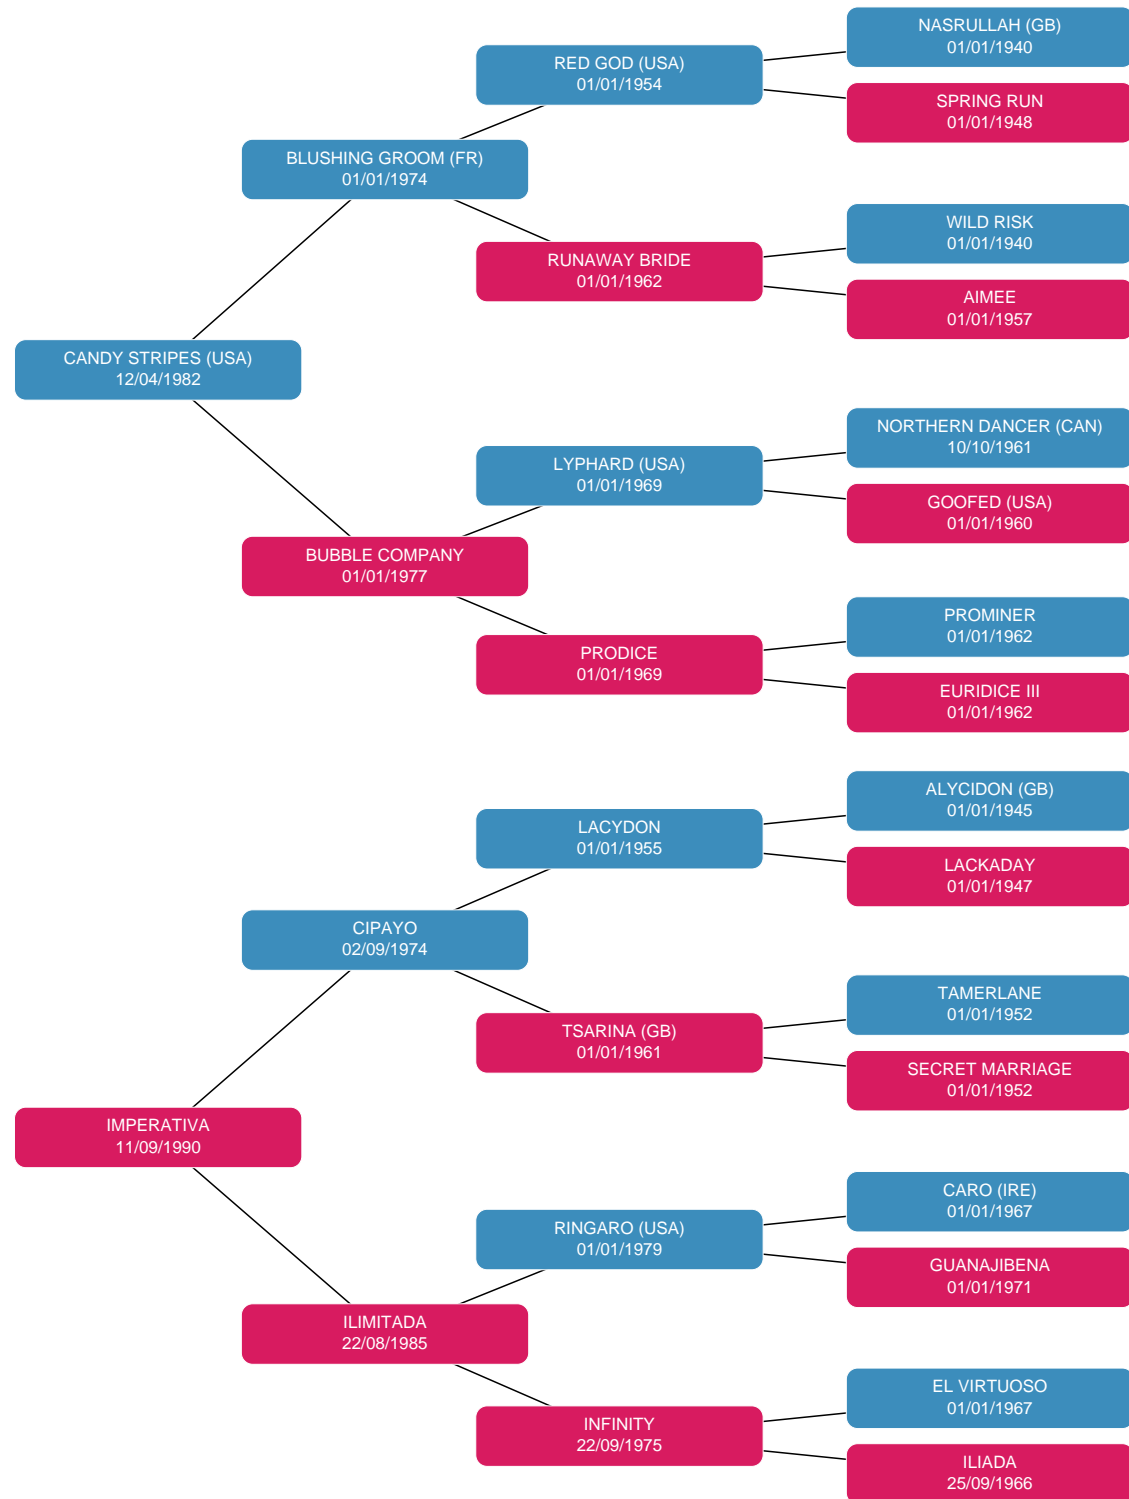 NASRULLAH (GB)
01/01/1940
RED GOD (USA)
01/01/1954
SPRING RUN
01/01/1948
BLUSHING GROOM (FR)
01/01/1974
WILD RISK
01/01/1940
RUNAWAY BRIDE
01/01/1962
AIMEE
01/01/1957
CANDY STRIPES (USA)
12/04/1982
NORTHERN DANCER (CAN)
10/10/1961
LYPHARD (USA)
01/01/1969
GOOFED (USA)
01/01/1960
BUBBLE COMPANY
01/01/1977
PROMINER
01/01/1962
PRODICE
01/01/1969
EURIDICE III
01/01/1962
ALYCIDON (GB)
01/01/1945
LACYDON
01/01/1955
LACKADAY
01/01/1947
CIPAYO
02/09/1974
TAMERLANE
01/01/1952
TSARINA (GB)
01/01/1961
SECRET MARRIAGE
01/01/1952
IMPERATIVA
11/09/1990
CARO (IRE)
01/01/1967
RINGARO (USA)
01/01/1979
GUANAJIBENA
01/01/1971
ILIMITADA
22/08/1985
EL VIRTUOSO
01/01/1967
INFINITY
22/09/1975
ILIADA
25/09/1966